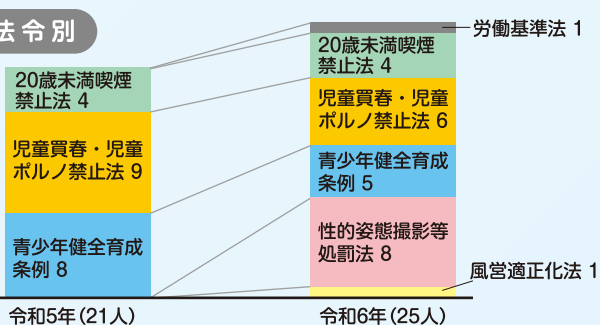 法令別
労働基準法 1
20歳未満喫煙
禁止法 4
児童買春・児童
ポルノ禁止法 9
青少年健全育成
条例 8
20歳未満喫煙
禁止法 4
児童買春・児童
ポルノ禁止法 6
青少年健全育成
条例 5
性的姿態撮影等
処罰法 8
風営適正化法 1
令和5年(21人)
令和6年(25人)